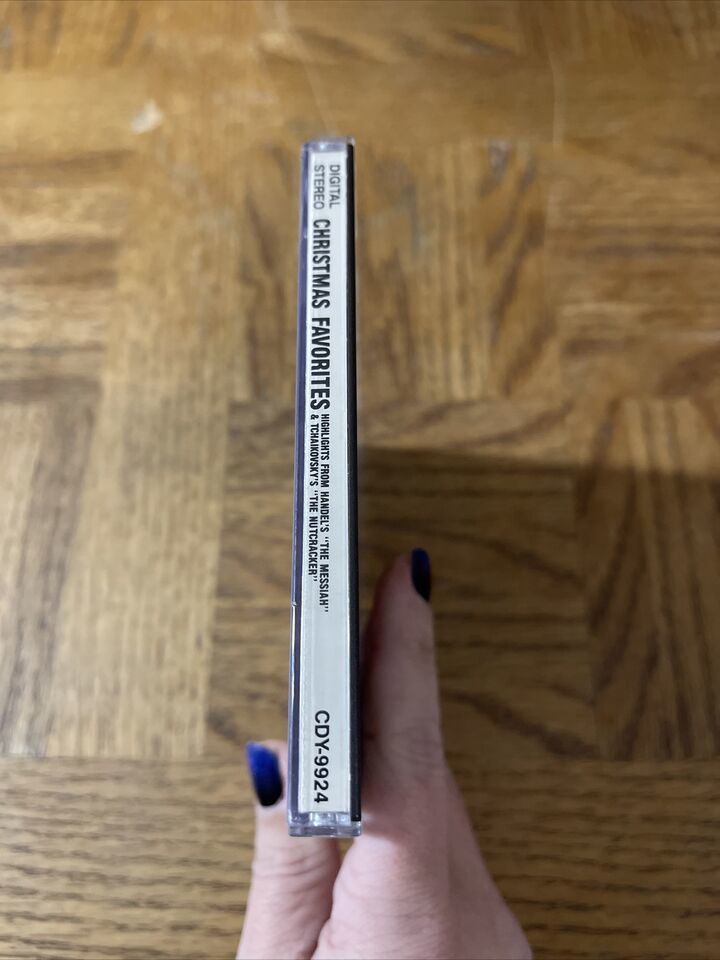 DIGITAL
STEREO
CHRISTMAS FAVORITES
HIGHLIGHTS FROM HANDEL'S "THE MESSIAH"
& TCHAIKOVSKY'S "THE NUTCRACKER"
CDY-9924